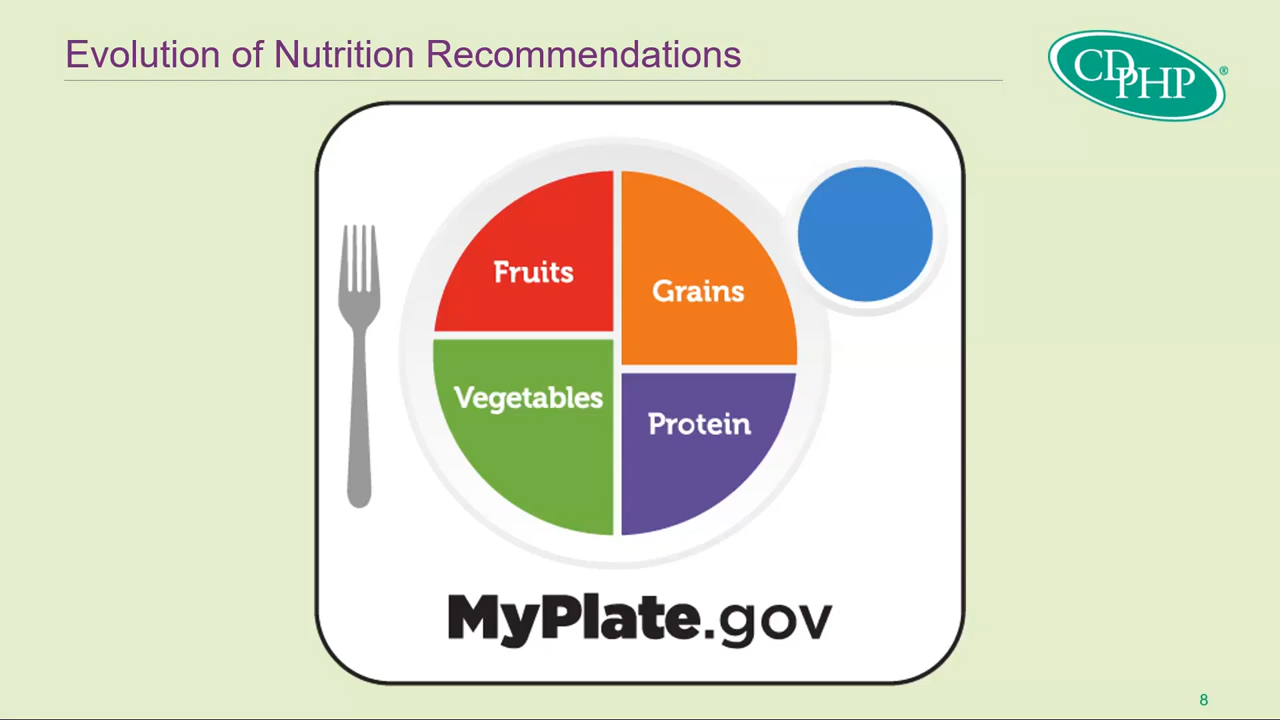 Evolution of Nutrition Recommendations
CDPHP®
Fruits
Grains
Vegetables
Protein
MyPlate.gov
8